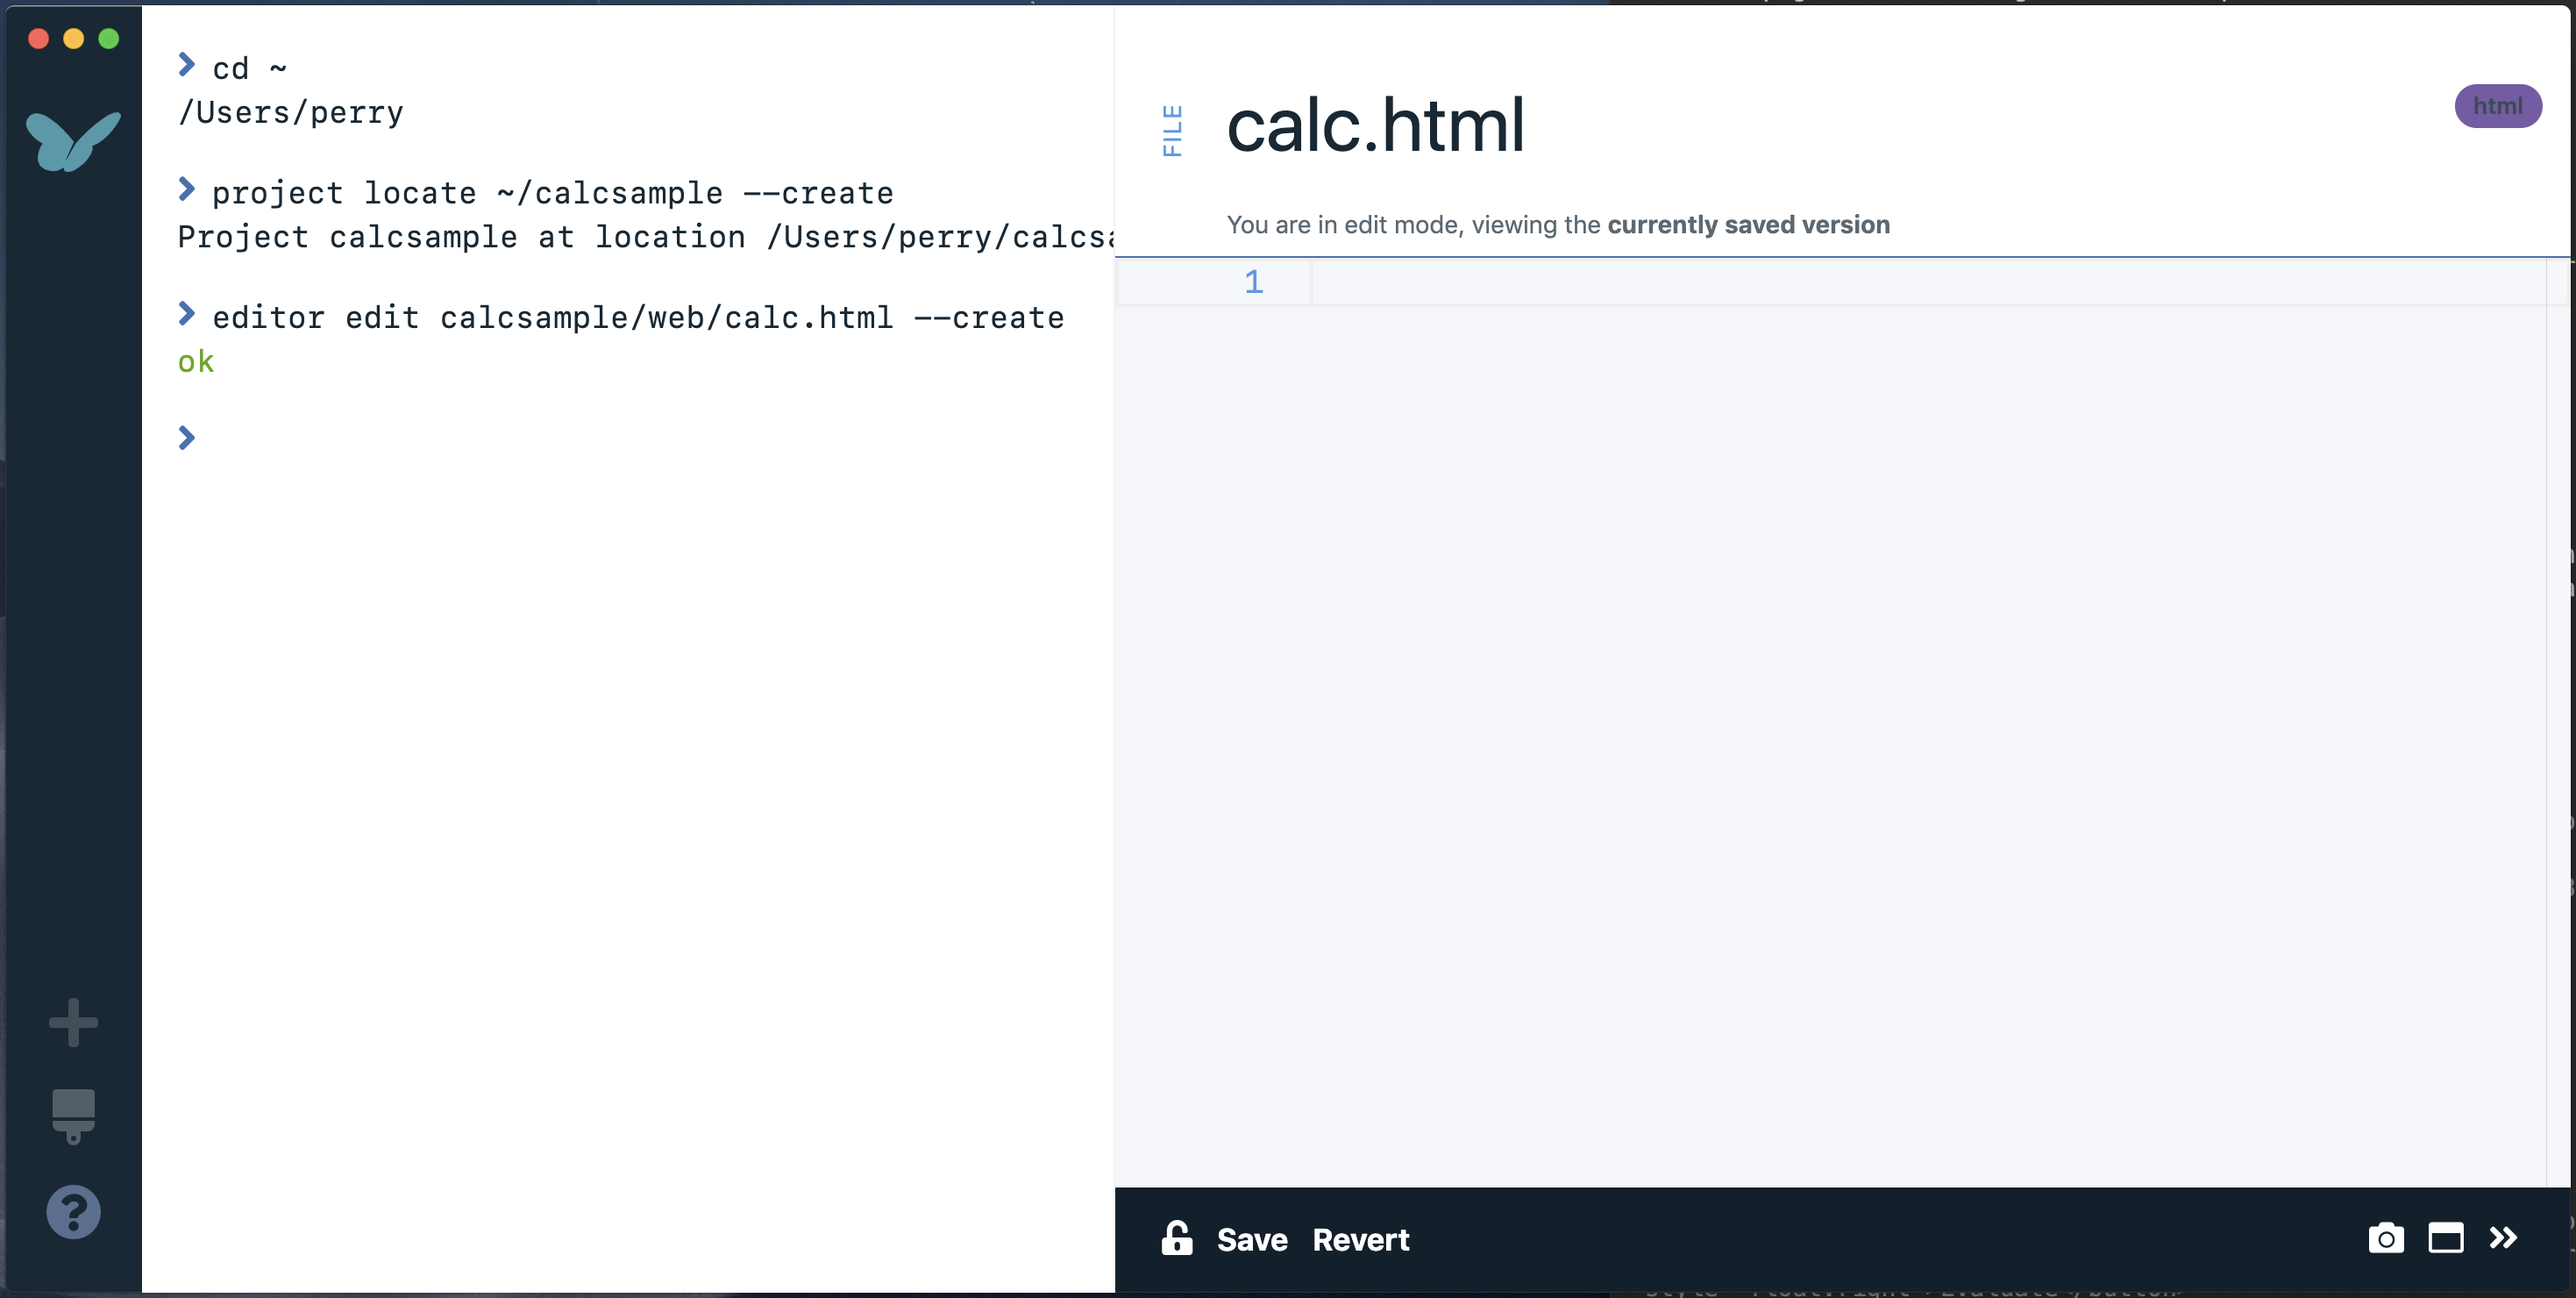 cd ~
/Users/perry
project locate ~/calcsample --create
Project calcsample at location /Users/perry/calcsa
editor edit calcsample/web/calc.html --create
ok
FILE
calc.html
html
You are in edit mode, viewing the currently saved version
1
Save Revert